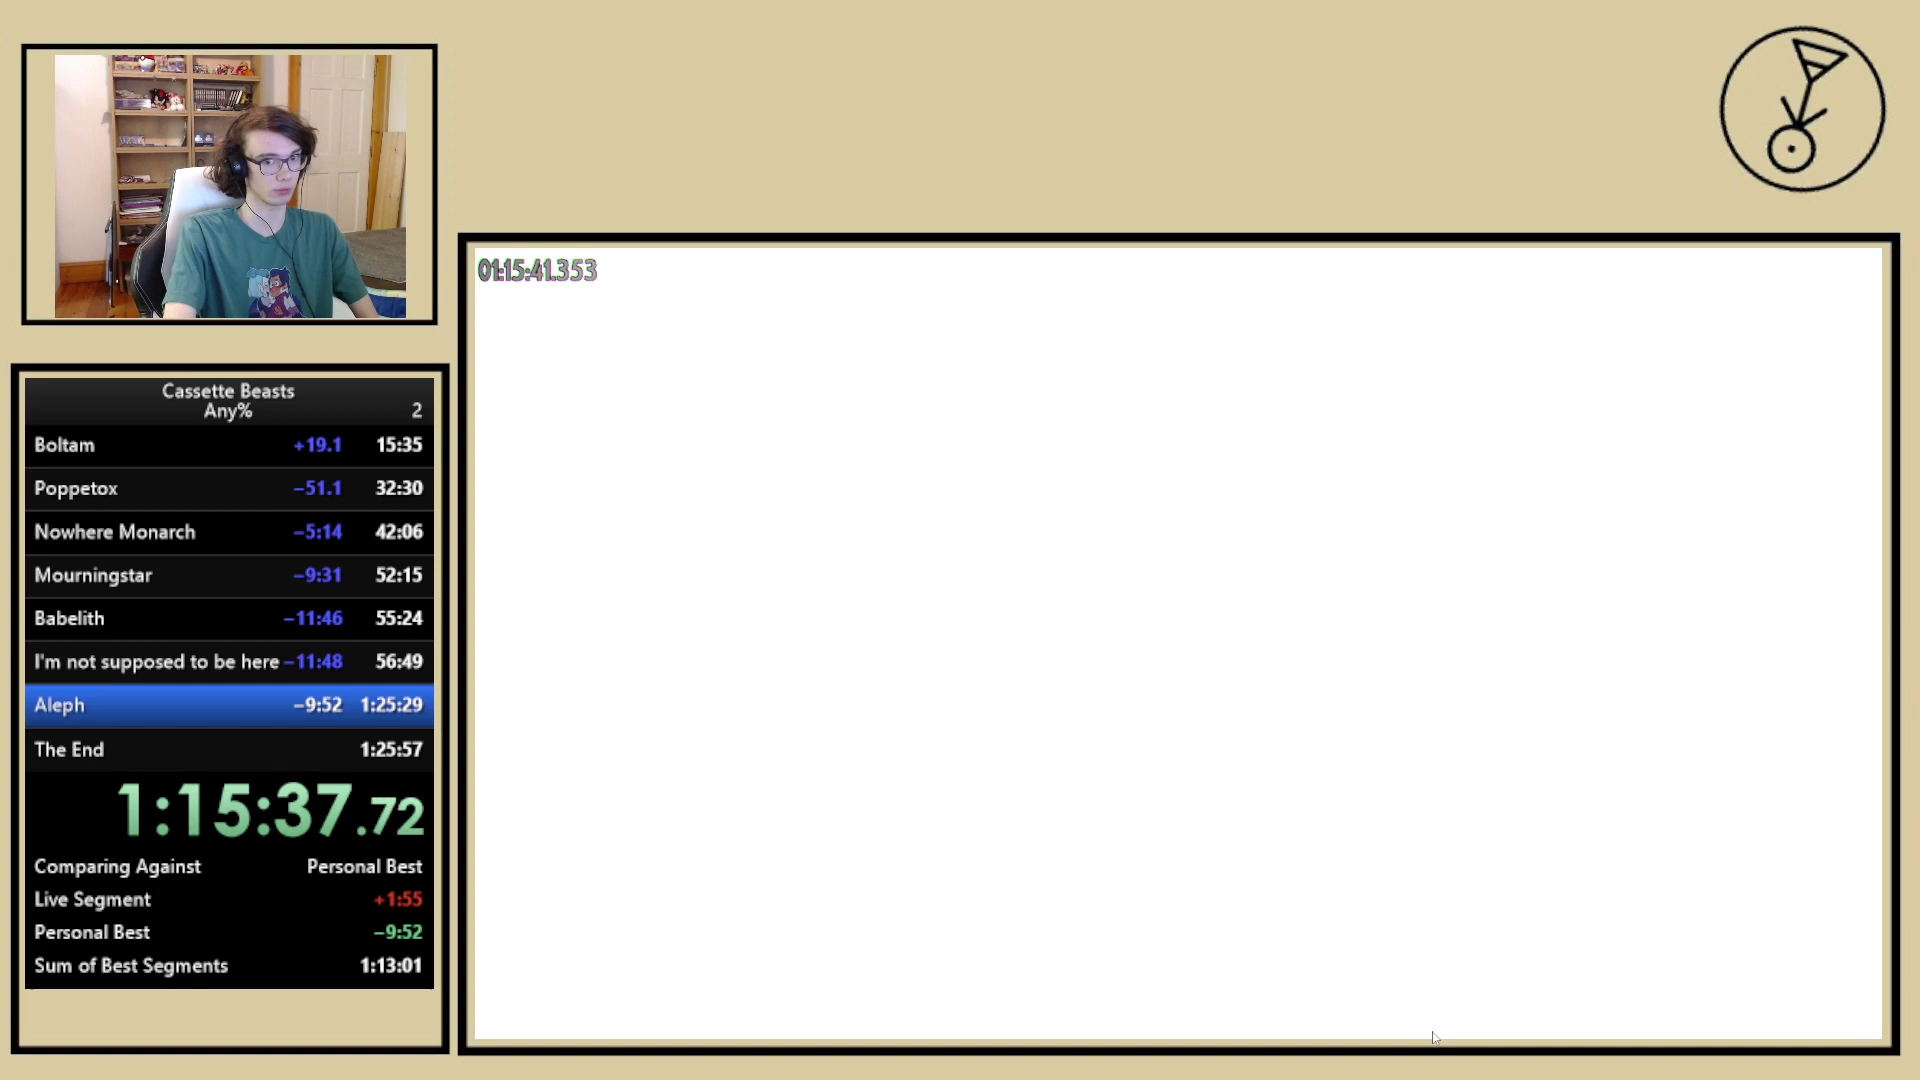 01:15:41.353
Cassette Beasts
Any% 2
Boltam +19.1 15:35
Poppetox −51.1 32:30
Nowhere Monarch −5:14 42:06
Mourningstar −9:31 52:15
Babelith −11:46 55:24
I'm not supposed to be here −11:48 56:49
Aleph −9:52 1:25:29
The End 1:25:57
1:15:37.72
Comparing Against Personal Best
Live Segment +1:55
Personal Best −9:52
Sum of Best Segments 1:13:01